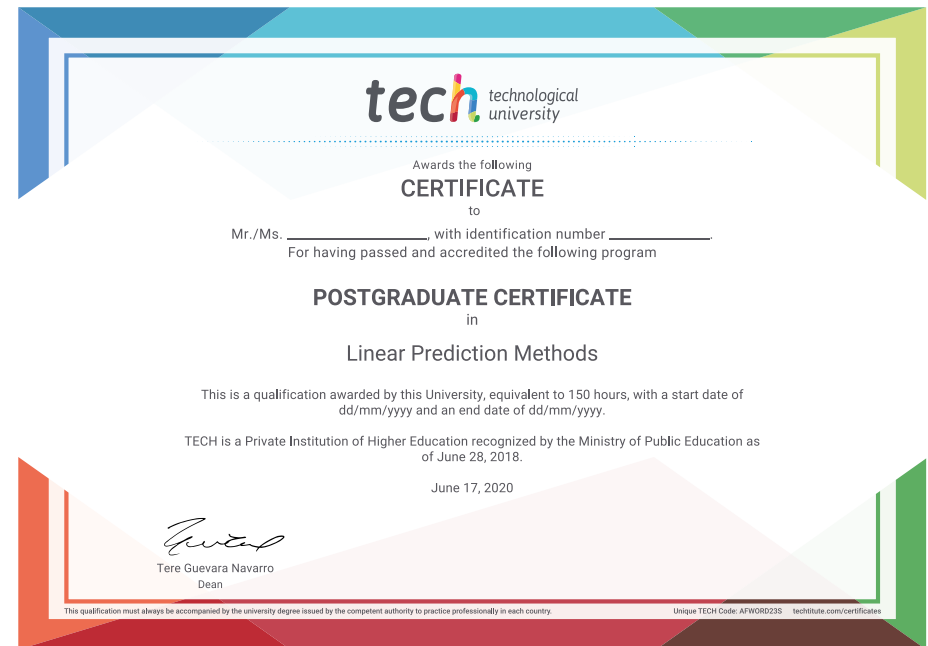 tech technological
university
Awards the following
CERTIFICATE
to
Mr./Ms. ____________________, with identification number ______________.
For having passed and accredited the following program
POSTGRADUATE CERTIFICATE
in
Linear Prediction Methods
This is a qualification awarded by this University, equivalent to 150 hours, with a start date of
dd/mm/yyyy and an end date of dd/mm/yyyy.
TECH is a Private Institution of Higher Education recognized by the Ministry of Public Education as
of June 28, 2018.
June 17, 2020
Tere Guevara Navarro
Dean
This qualification must always be accompanied by the university degree issued by the competent authority to practice professionally in each country.
Unique TECH Code: AFWORD23S techtitute.com/certificates